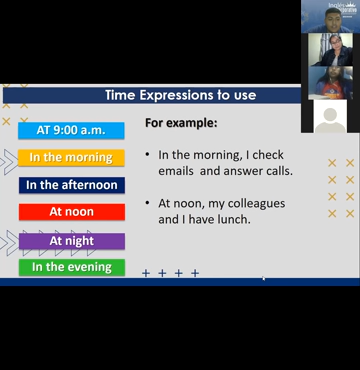 Inglés
Time Expressions to use
AT 9:00 a.m.
In the morning
In the afternoon
At noon
At night
In the evening
For example:
• In the morning, I check
emails and answer calls.
• At noon, my colleagues
and I have lunch.